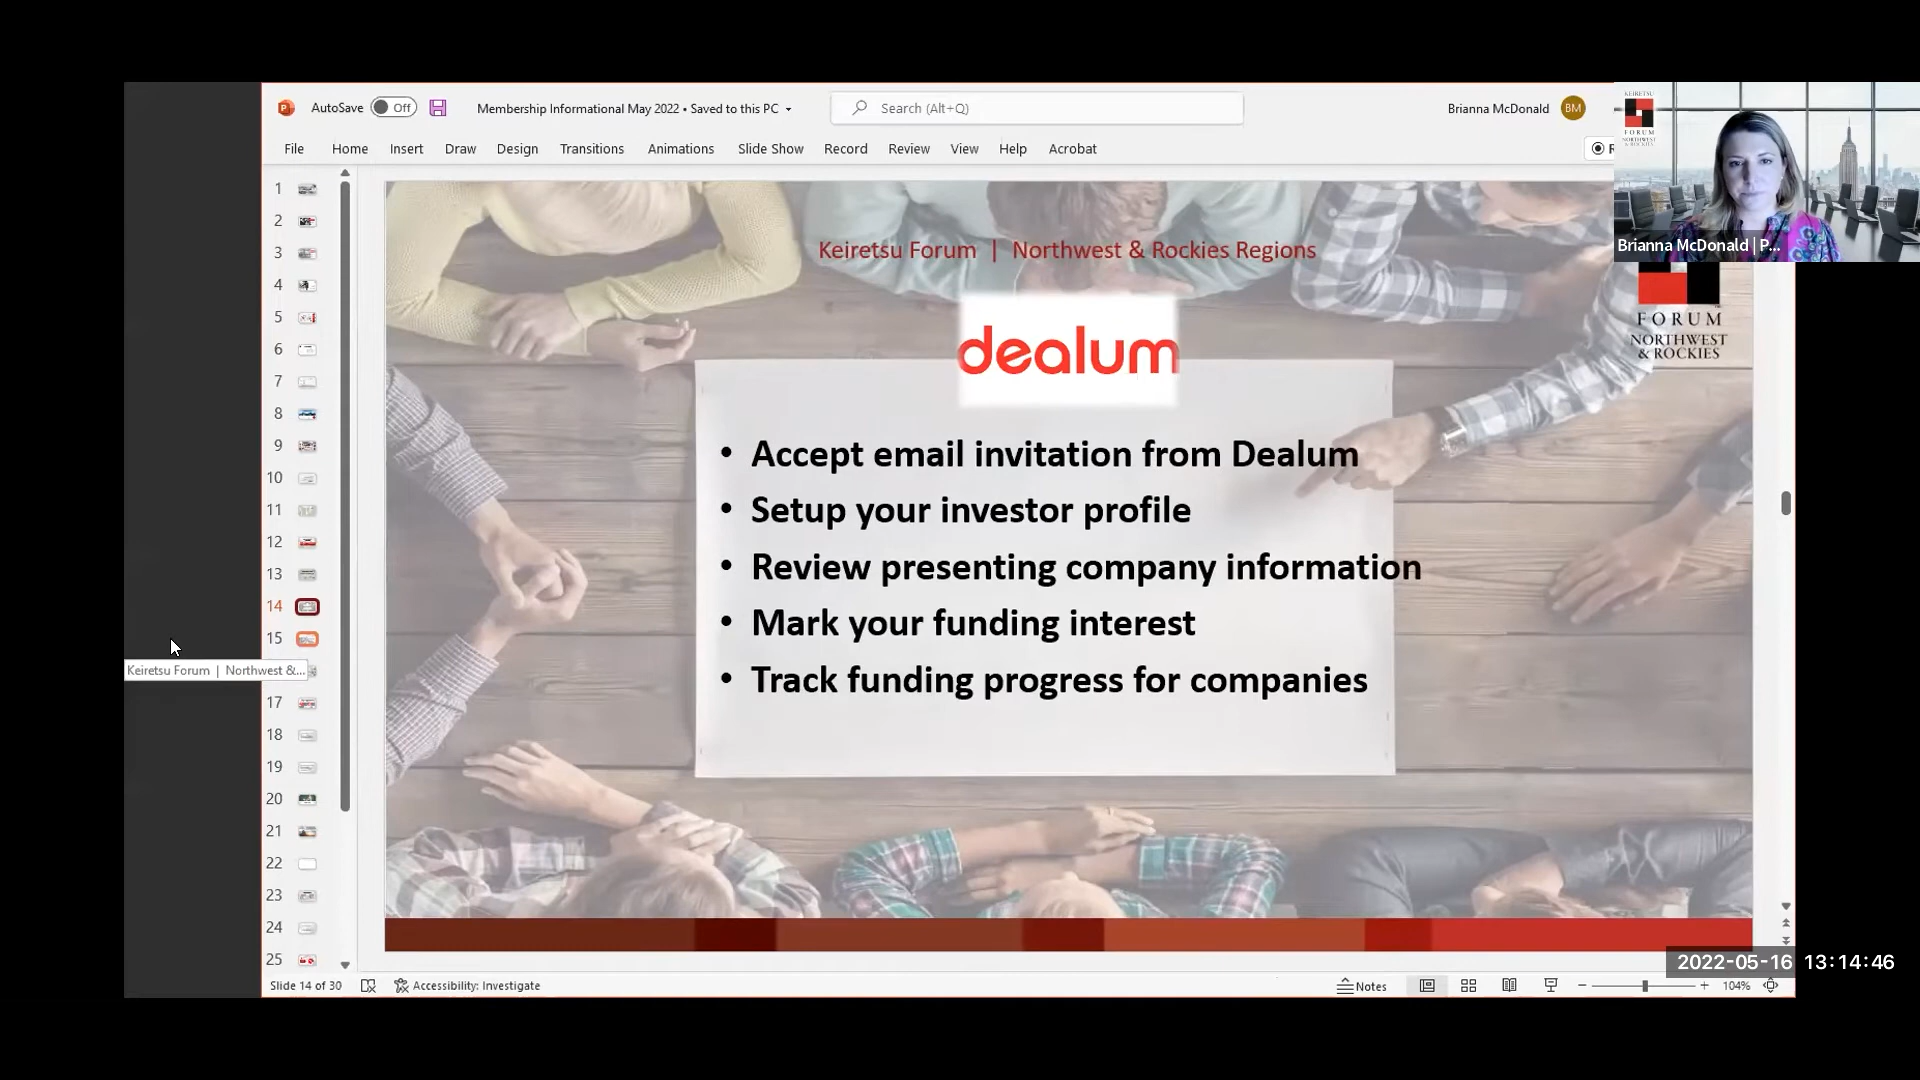 AutoSave Off Membership Informational May 2022 • Saved to this PC Search (Alt+Q) Brianna McDonald BM
File Home Insert Draw Design Transitions Animations Slide Show Record Review View Help Acrobat
KEIRETSU
FORUM
NORTHWEST
& ROCKIES
Brianna McDonald | P...
1
2
3
4
5
6
7
8
9
10
11
12
13
14
15
Keiretsu Forum | Northwest &...
17
18
19
20
21
22
23
24
25
Keiretsu Forum | Northwest & Rockies Regions
FORUM
NORTHWEST
& ROCKIES
dealum
• Accept email invitation from Dealum
• Setup your investor profile
• Review presenting company information
• Mark your funding interest
• Track funding progress for companies
2022-05-16 13:14:46
Slide 14 of 30 Accessibility: Investigate Notes 104%